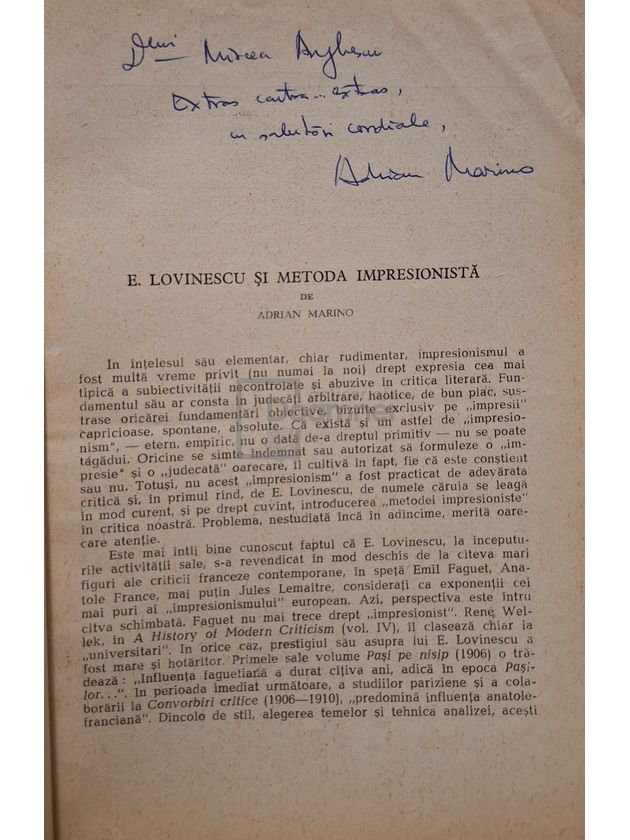 Dlui Mircea Anghescu
Extras contra... extras,
cu salutări cordiale,
Adrian Marino
E. LOVINESCU ŞI METODA IMPRESIONISTĂ
DE
ADRIAN MARINO
În înţelesul său elementar, chiar rudimentar, impresionismul a
fost multă vreme privit (nu numai la noi) drept expresia cea mai
tipică a subiectivităţii necontrolate şi abuzive în critica literară. Fun-
damentul său ar consta în judecăţi arbitrare, haotice, de bun plac, sus-
trase oricărei fundamentări obiective, bizuite exclusiv pe „impresii"
capricioase, spontane, absolute. Că există şi un astfel de „impresio-
nism", — etern, empiric, nu o dată de-a dreptul primitiv — nu se poate
tăgădui. Oricine se simte îndemnat sau autorizat să formuleze o „im-
presie" şi o „judecată" oarecare, îl cultivă în fapt, fie că este conştient
sau nu. Totuşi, nu acest „impresionism" a fost practicat de adevărata
critică şi, în primul rînd, de E. Lovinescu, de numele căruia se leagă
în mod curent, şi pe drept cuvînt, introducerea „metodei impresioniste"
în critica noastră. Problema, nestudiată încă în adîncime, merită oare-
care atenţie.
Este mai întîi bine cunoscut faptul că E. Lovinescu, la începutu-
rile activităţii sale, s-a revendicat în mod deschis de la cîteva mari
figuri ale criticii franceze contemporane, în speţă Emil Faguet, Ana-
tole France, mai puţin Jules Lemaître, consideraţi ca exponenţii cei
mai puri ai „impresionismului" european. Azi, perspectiva este întru
cîtva schimbată. Faguet nu mai trece drept „impresionist". René Wel-
lek, în A History of Modern Criticism (vol. IV), îl clasează chiar la
„universitari". În orice caz, prestigiul său asupra lui E. Lovinescu a
fost mare şi hotărîtor. Primele sale volume Paşi pe nisip (1906) o tră-
dează: „Influenţa faguetiană a durat cîţiva ani, adică în epoca Paşi-
lor...". În perioada imediat următoare, a studiilor pariziene şi a cola-
borării la Convorbiri critice (1906—1910), „predomină influenţa anatole-
franciană". Dincolo de stil, alegerea temelor şi tehnica analizei, aceşti